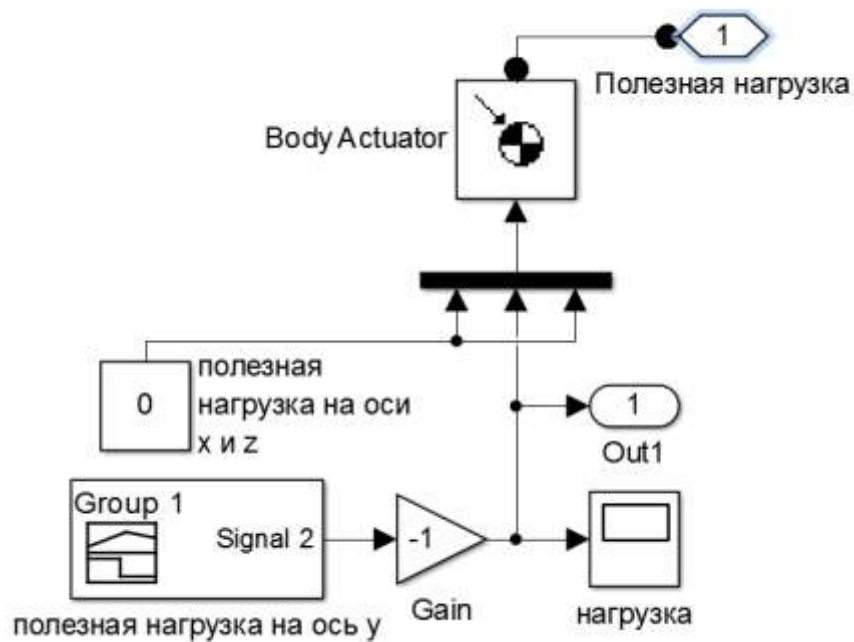 1
Полезная нагрузка
Body Actuator
0
полезная
нагрузка на оси
x и z
1
Out1
Group 1
Signal 2
-1
Gain
нагрузка
полезная нагрузка на ось y